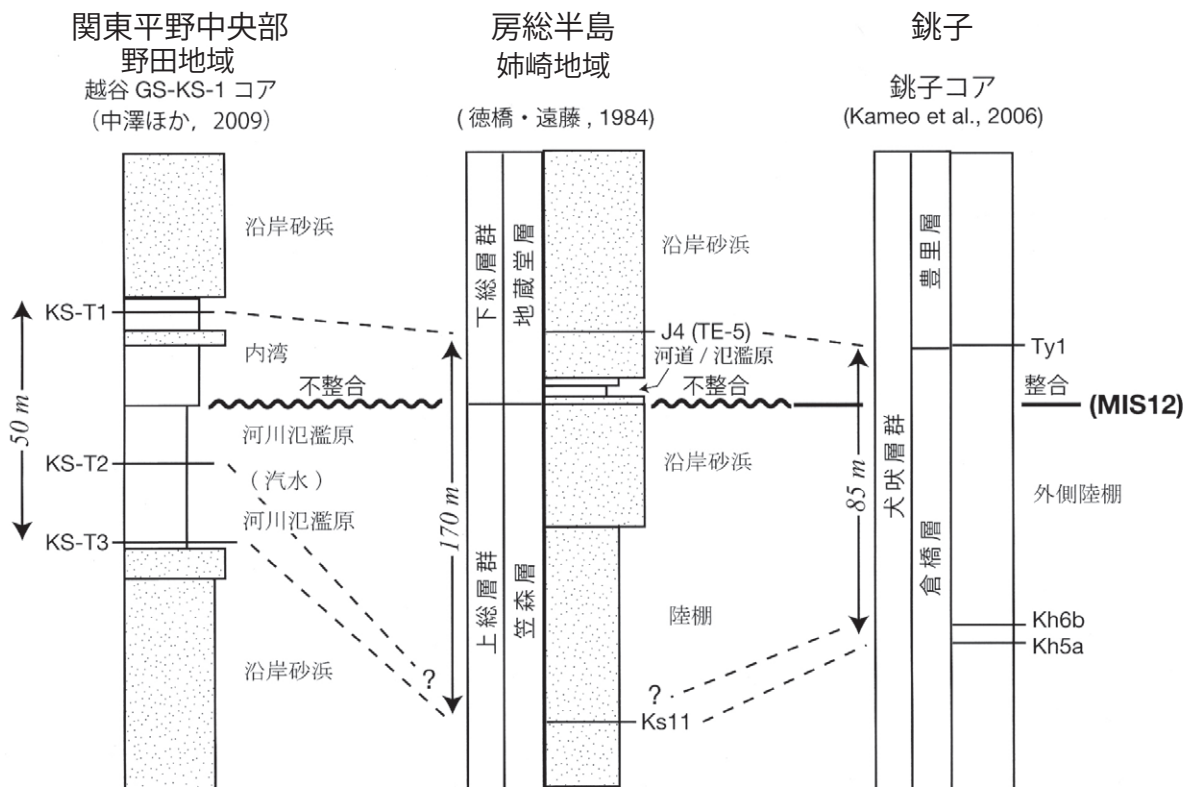 関東平野中央部
野田地域
越谷 GS-KS-1 コア
(中澤ほか, 2009)
沿岸砂浜
KS-T1
内湾
50 m
河川氾濫原
KS-T2
(汽水)
河川氾濫原
KS-T3
沿岸砂浜
?
不整合
房総半島
姉崎地域
(徳橋・遠藤, 1984)
下総層群
地蔵堂層
沿岸砂浜
J4 (TE-5)
河道 / 氾濫原
170 m
上総層群
笠森層
沿岸砂浜
陸棚
?
Ks11
不整合
銚子
銚子コア
(Kameo et al., 2006)
豊里層
Ty1
85 m
犬吠層群
倉橋層
整合
(MIS12)
外側陸棚
Kh6b
Kh5a